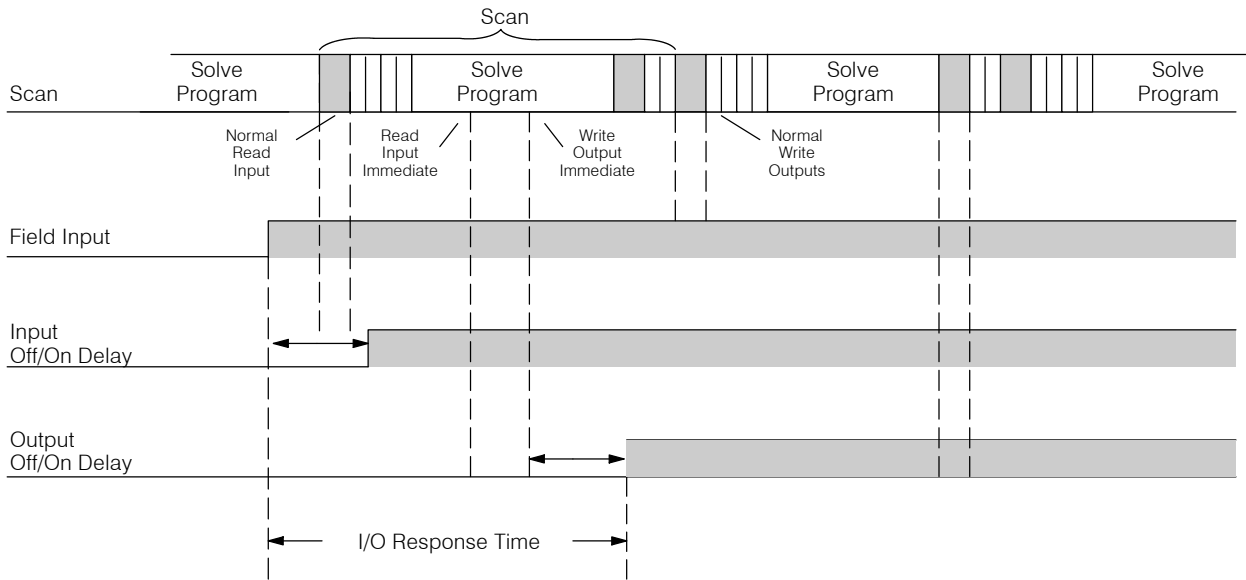 Scan
Scan
Solve
Program
Solve
Program
Solve
Program
Solve
Program
Normal
Read
Input
Read
Input
Immediate
Write
Output
Immediate
Normal
Write
Outputs
Field Input
Input
Off/On Delay
Output
Off/On Delay
I/O Response Time